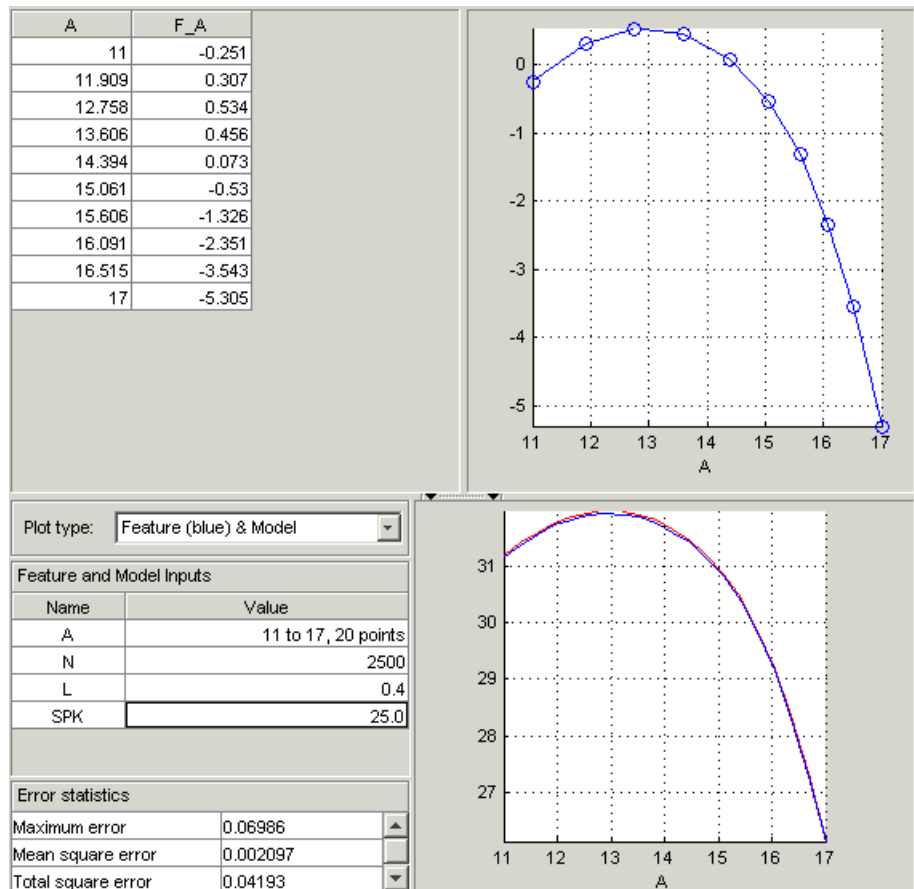 A F_A
11 -0.251
11.909 0.307
12.758 0.534
13.606 0.456
14.394 0.073
15.061 -0.53
15.606 -1.326
16.091 -2.351
16.515 -3.543
17 -5.305
0
-1
-2
-3
-4
-5
11 12 13 14 15 16 17
A
Plot type: Feature (blue) & Model
Feature and Model Inputs
Name Value
A 11 to 17, 20 points
N 2500
L 0.4
SPK 25.0
Error statistics
Maximum error 0.06986
Mean square error 0.002097
Total square error 0.04193
31
30
29
28
27
11 12 13 14 15 16 17
A